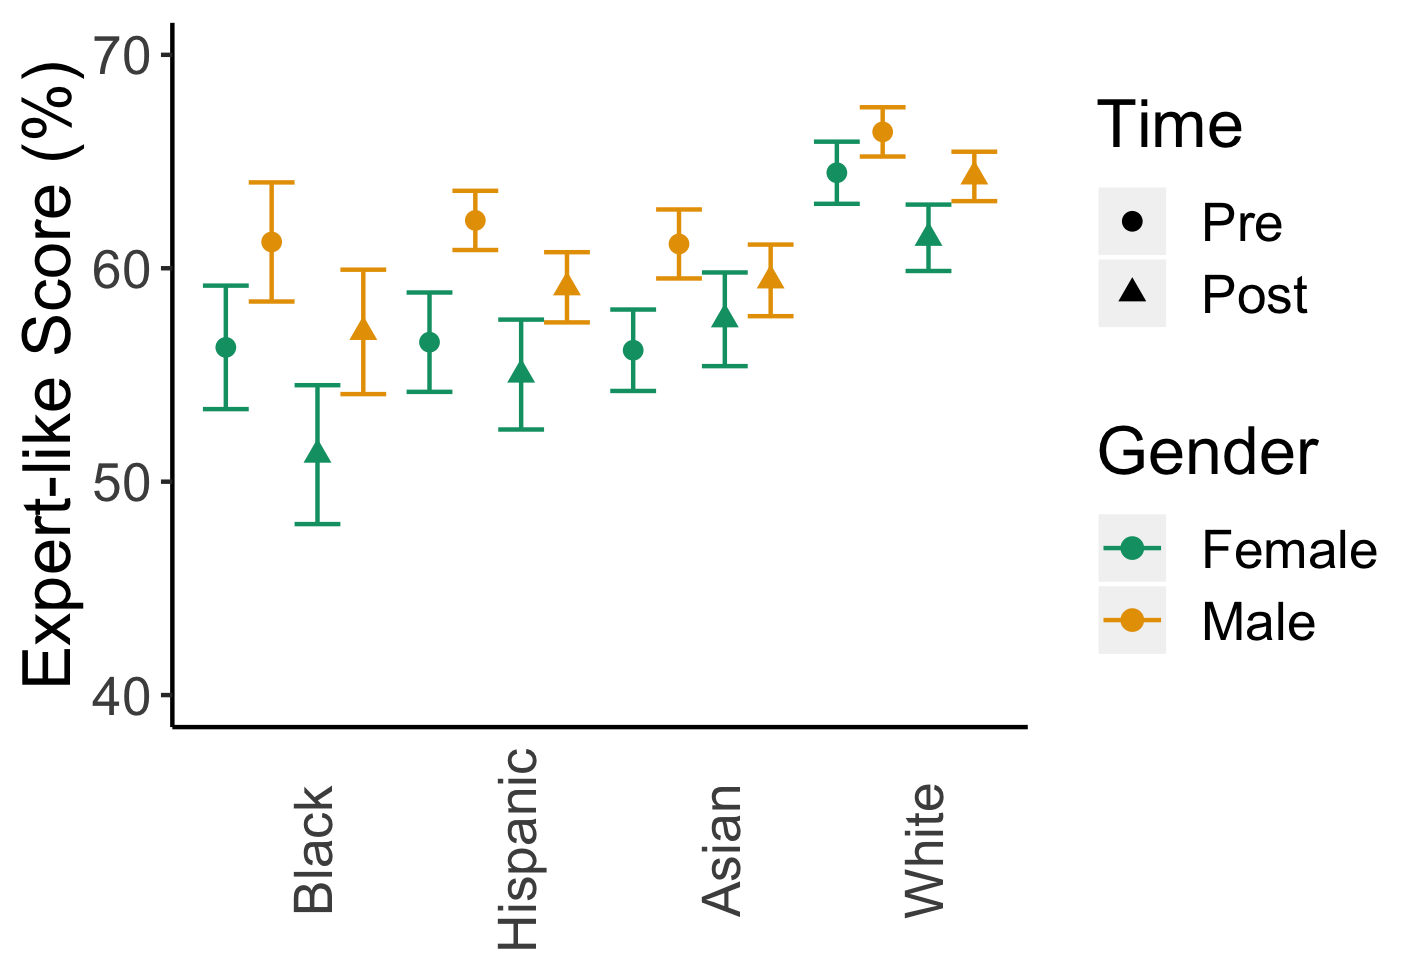 Expert-like Score (%)
70
60
50
40
Black
Hispanic
Asian
White
Time
Pre
Post
Gender
Female
Male